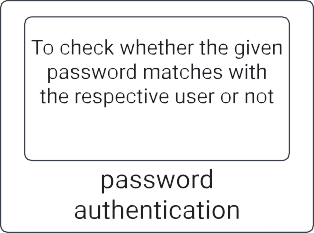 To check whether the given
password matches with
the respective user or not
password
authentication